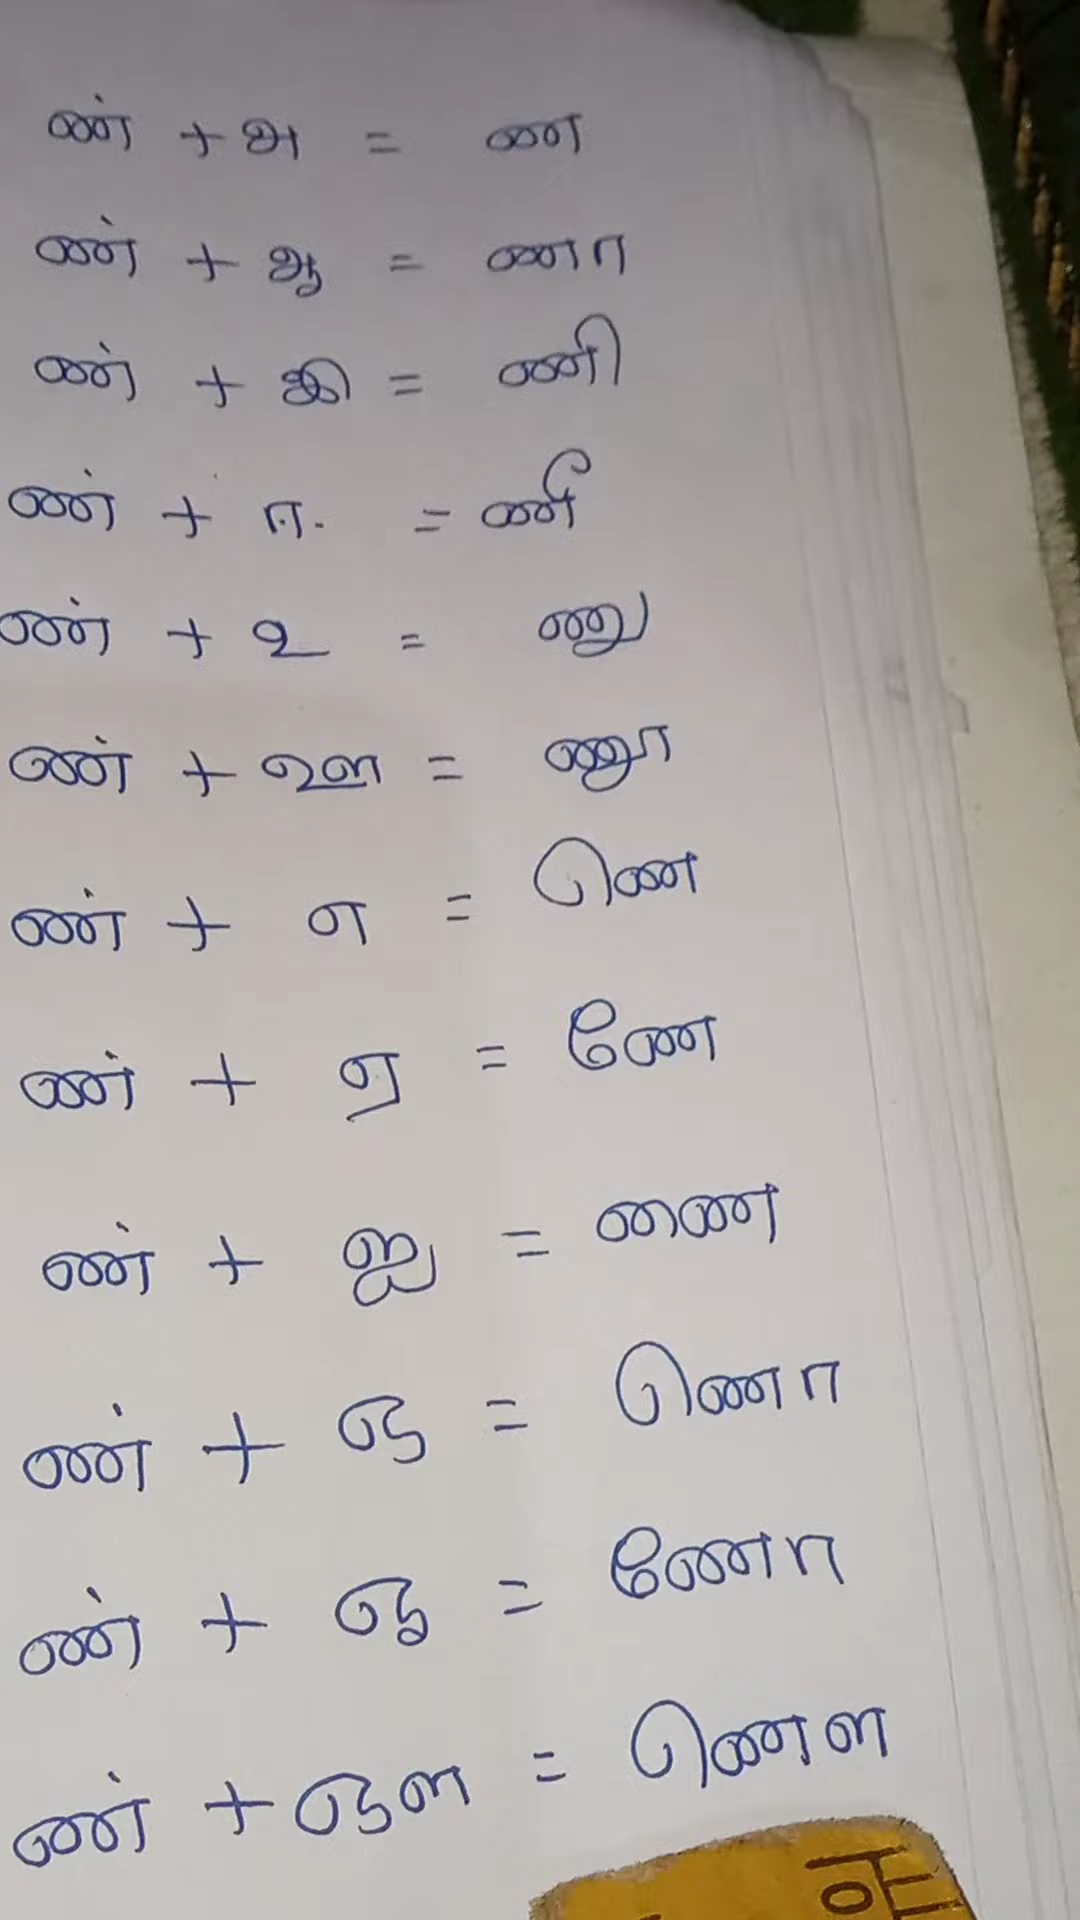 ண் + அ = ண
ண் + ஆ = ணா
ண் + இ = ணி
ண் + ஈ = ணீ
ண் + உ = ணு
ண் + ஊ = ணூ
ண் + எ = ணெ
ண் + ஏ = ணே
ண் + ஐ = ணை
ண் + ஒ = ணொ
ண் + ஓ = ணோ
ண் + ஔ = ணௌ